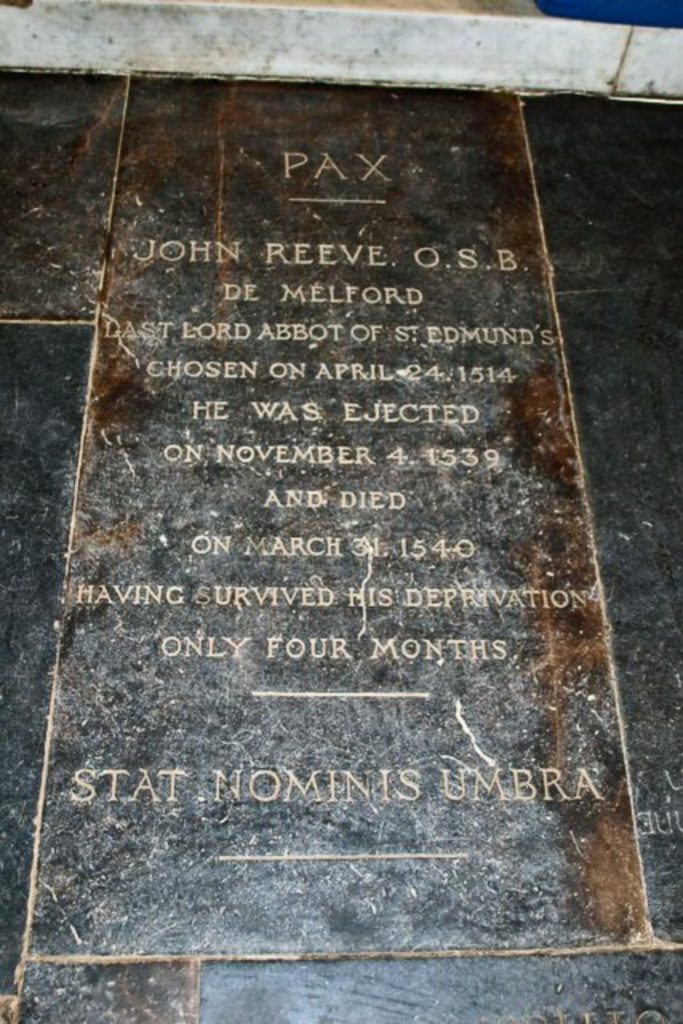 PAX
JOHN REEVE. O.S.B.
DE MELFORD
LAST LORD ABBOT OF ST. EDMUND'S
CHOSEN ON APRIL 24. 1514
HE WAS EJECTED
ON NOVEMBER 4. 1539
AND DIED
ON MARCH 31. 1540
HAVING SURVIVED HIS DEPRIVATION
ONLY FOUR MONTHS.
STAT NOMINIS UMBRA